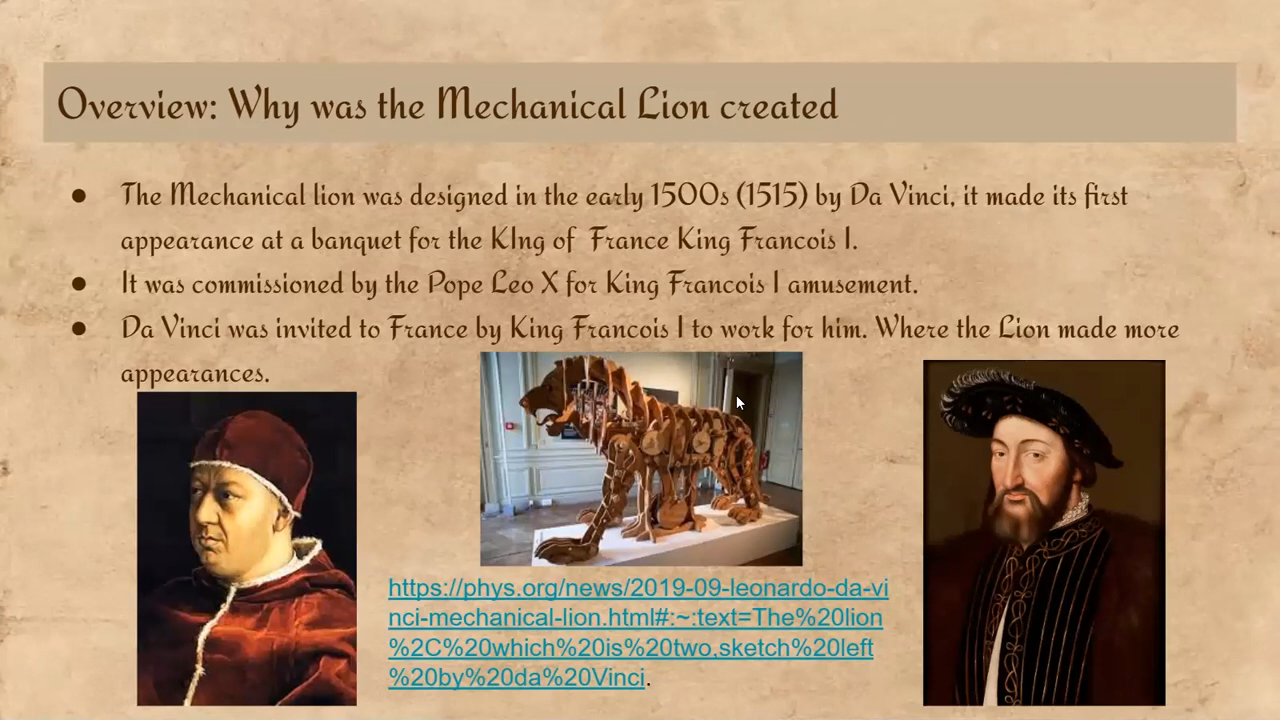 Overview: Why was the Mechanical Lion created
● The Mechanical lion was designed in the early 1500s (1515) by Da Vinci, it made its first
appearance at a banquet for the KIng of France King Francois I.
● It was commissioned by the Pope Leo X for King Francois I amusement.
● Da Vinci was invited to France by King Francois I to work for him. Where the Lion made more
appearances.
https://phys.org/news/2019-09-leonardo-da-vi
nci-mechanical-lion.html#:~:text=The%20lion
%2C%20which%20is%20two,sketch%20left
%20by%20da%20Vinci.